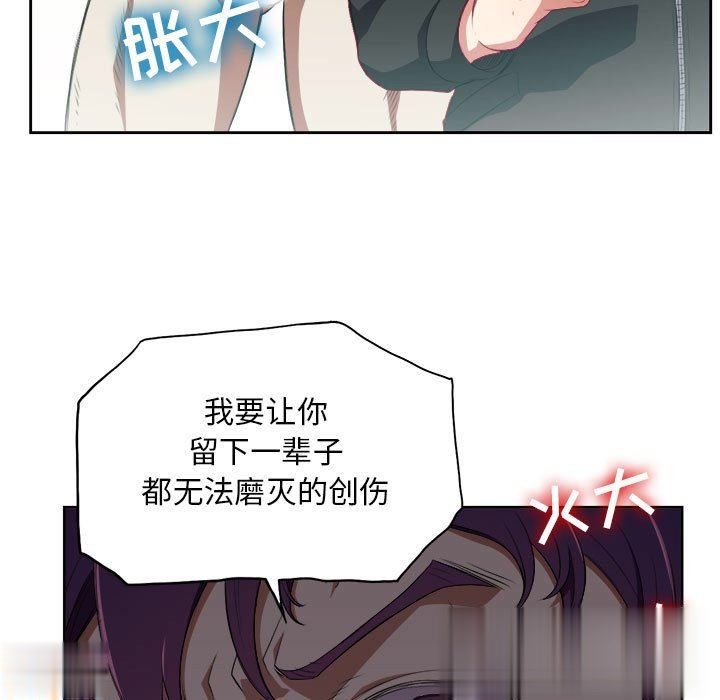 胀大
我要让你
留下一辈子
都无法磨灭的创伤
火大